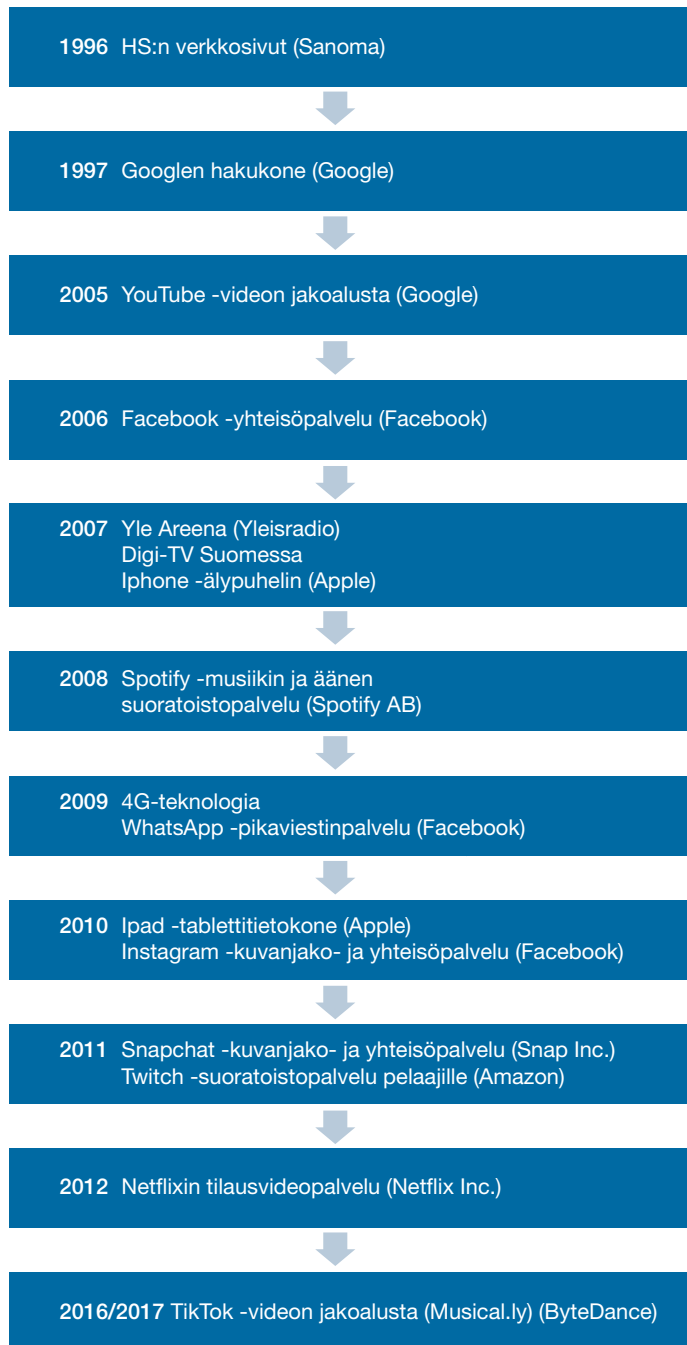 1996 HS:n verkkosivut (Sanoma)
1997 Googlen hakukone (Google)
2005 YouTube -videon jakoalusta (Google)
2006 Facebook -yhteisöpalvelu (Facebook)
2007 Yle Areena (Yleisradio)
Digi-TV Suomessa
Iphone -älypuhelin (Apple)
2008 Spotify -musiikin ja äänen
suoratoistopalvelu (Spotify AB)
2009 4G-teknologia
WhatsApp -pikaviestinpalvelu (Facebook)
2010 Ipad -tablettitietokone (Apple)
Instagram -kuvanjako- ja yhteisöpalvelu (Facebook)
2011 Snapchat -kuvanjako- ja yhteisöpalvelu (Snap Inc.)
Twitch -suoratoistopalvelu pelaajille (Amazon)
2012 Netflixin tilausvideopalvelu (Netflix Inc.)
2016/2017 TikTok -videon jakoalusta (Musical.ly) (ByteDance)